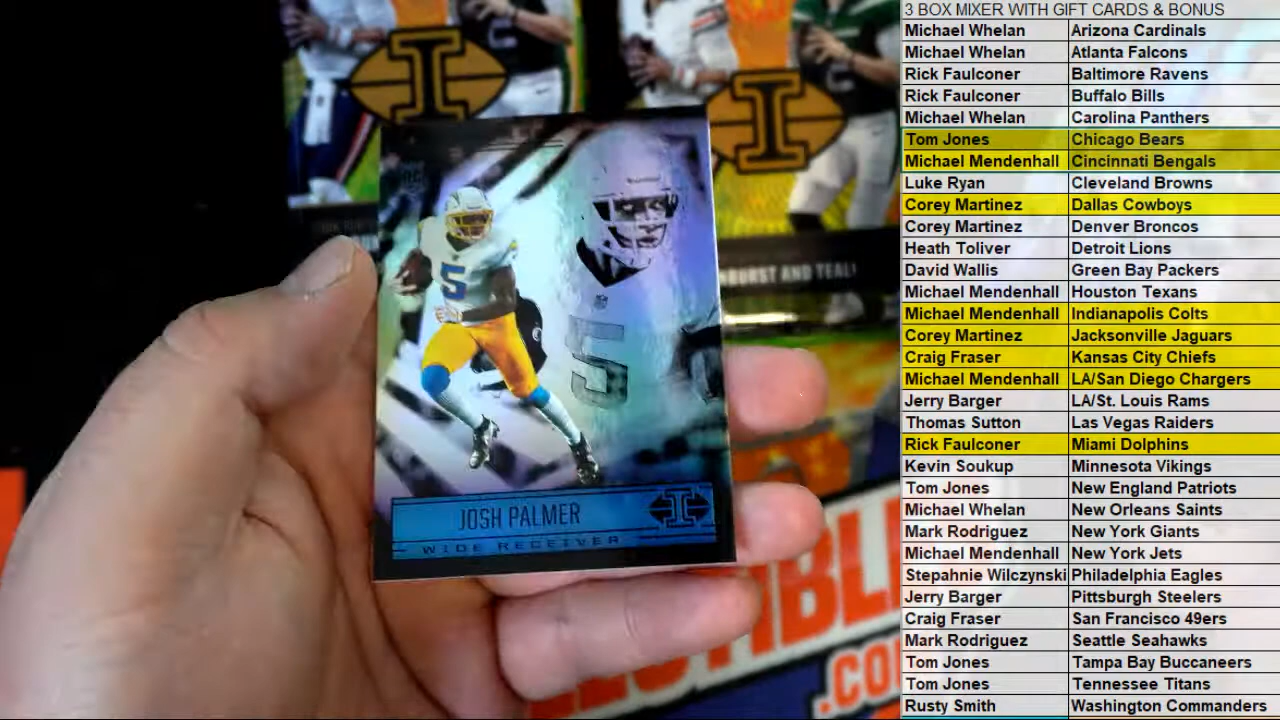 3 BOX MIXER WITH GIFT CARDS & BONUS
Michael Whelan Arizona Cardinals
Michael Whelan Atlanta Falcons
Rick Faulconer Baltimore Ravens
Rick Faulconer Buffalo Bills
Michael Whelan Carolina Panthers
Tom Jones Chicago Bears
Michael Mendenhall Cincinnati Bengals
Luke Ryan Cleveland Browns
Corey Martinez Dallas Cowboys
Corey Martinez Denver Broncos
Heath Toliver Detroit Lions
David Wallis Green Bay Packers
Michael Mendenhall Houston Texans
Michael Mendenhall Indianapolis Colts
Corey Martinez Jacksonville Jaguars
Craig Fraser Kansas City Chiefs
Michael Mendenhall LA/San Diego Chargers
Jerry Barger LA/St. Louis Rams
Thomas Sutton Las Vegas Raiders
Rick Faulconer Miami Dolphins
Kevin Soukup Minnesota Vikings
Tom Jones New England Patriots
Michael Whelan New Orleans Saints
Mark Rodriguez New York Giants
Michael Mendenhall New York Jets
Stepahnie Wilczynski Philadelphia Eagles
Jerry Barger Pittsburgh Steelers
Craig Fraser San Francisco 49ers
Mark Rodriguez Seattle Seahawks
Tom Jones Tampa Bay Buccaneers
Tom Jones Tennessee Titans
Rusty Smith Washington Commanders
5
5
JOSH PALMER
WIDE RECEIVER
I
I
I
AND TEAL!